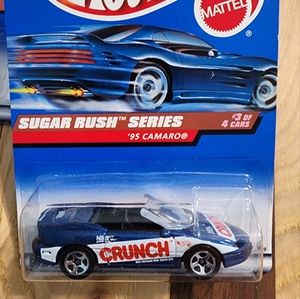 MATTEL
SUGAR RUSH™ SERIES
#3 OF
4 CARS
'95 CAMARO®
CRUNCH